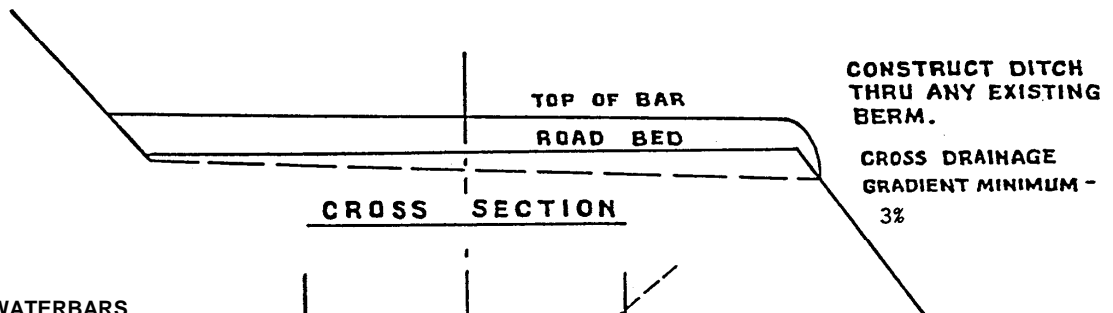 TOP OF BAR
ROAD BED
CROSS SECTION
CONSTRUCT DITCH
THRU ANY EXISTING
BERM.
CROSS DRAINAGE
GRADIENT MINIMUM -
3%
WATERBARS